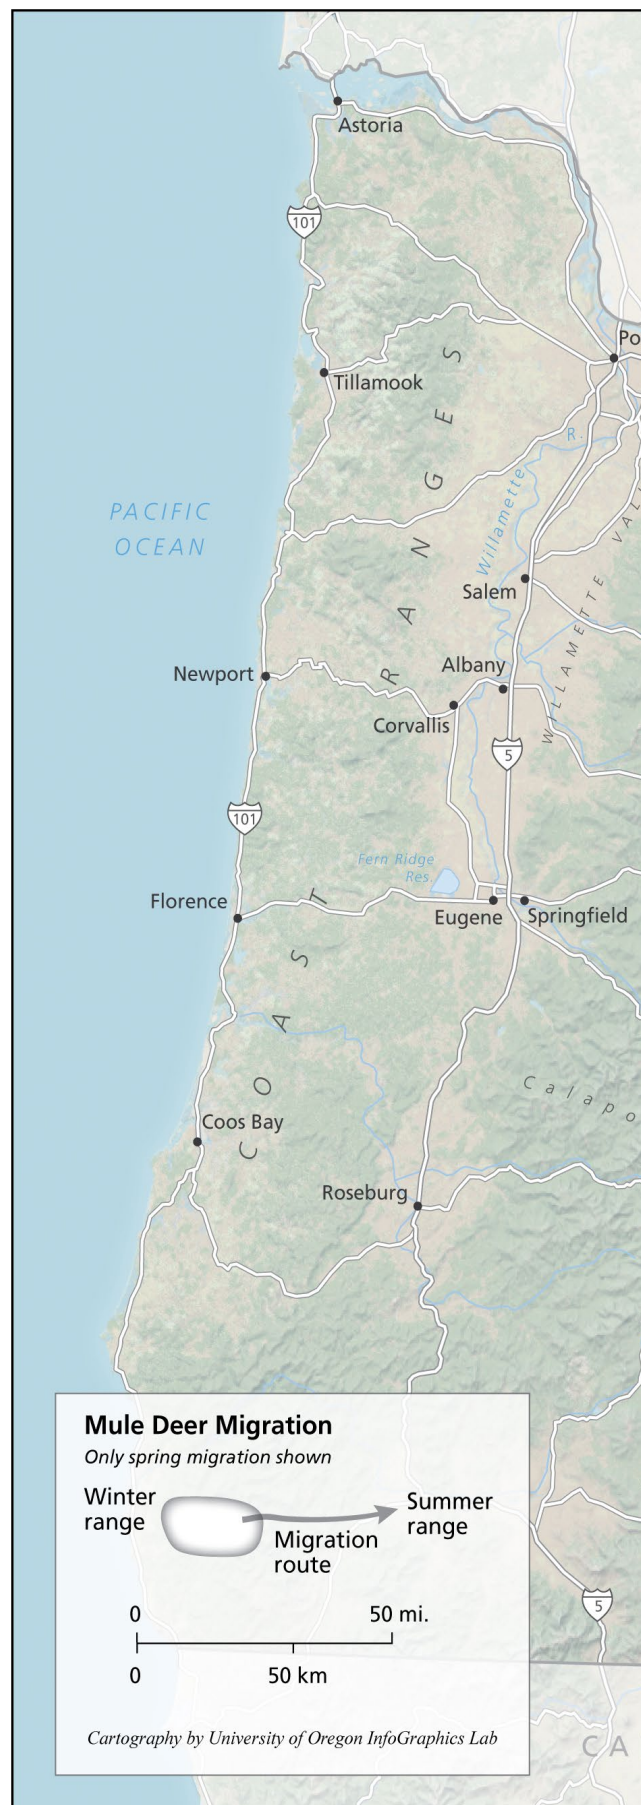 Astoria
101
Po
Tillamook
COAST RANGES
R.
Willamette
PACIFIC
OCEAN
WILLAMETTE VAL
Salem
Newport
Albany
Corvallis
5
101
Fern Ridge
Res.
Florence
Eugene
Springfield
Calapo
Coos Bay
Roseburg
Mule Deer Migration
Only spring migration shown
Winter
range
Summer
range
Migration
route
5
0
50 mi.
0
50 km
Cartography by University of Oregon InfoGraphics Lab
CA